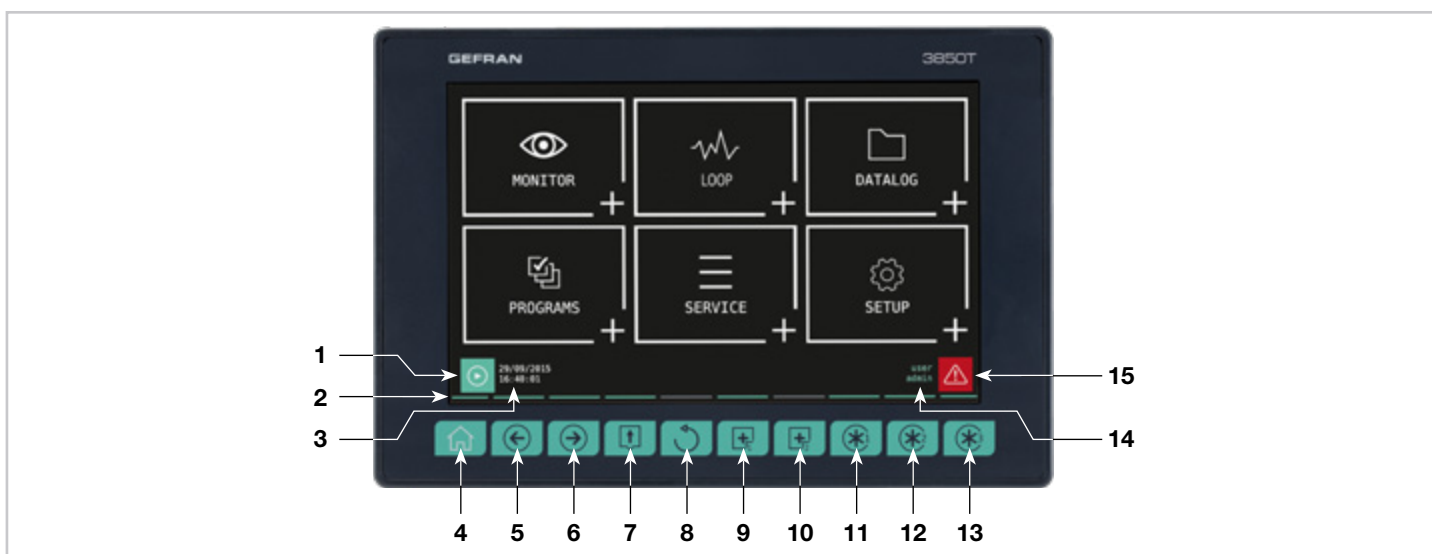 GEFRAN 3850T
MONITOR LOOP DATALOG
PROGRAMS SERVICE SETUP
1
29/09/2015
16:40:01
user
admin
15
2
3
14
4 5 6 7 8 9 10 11 12 13